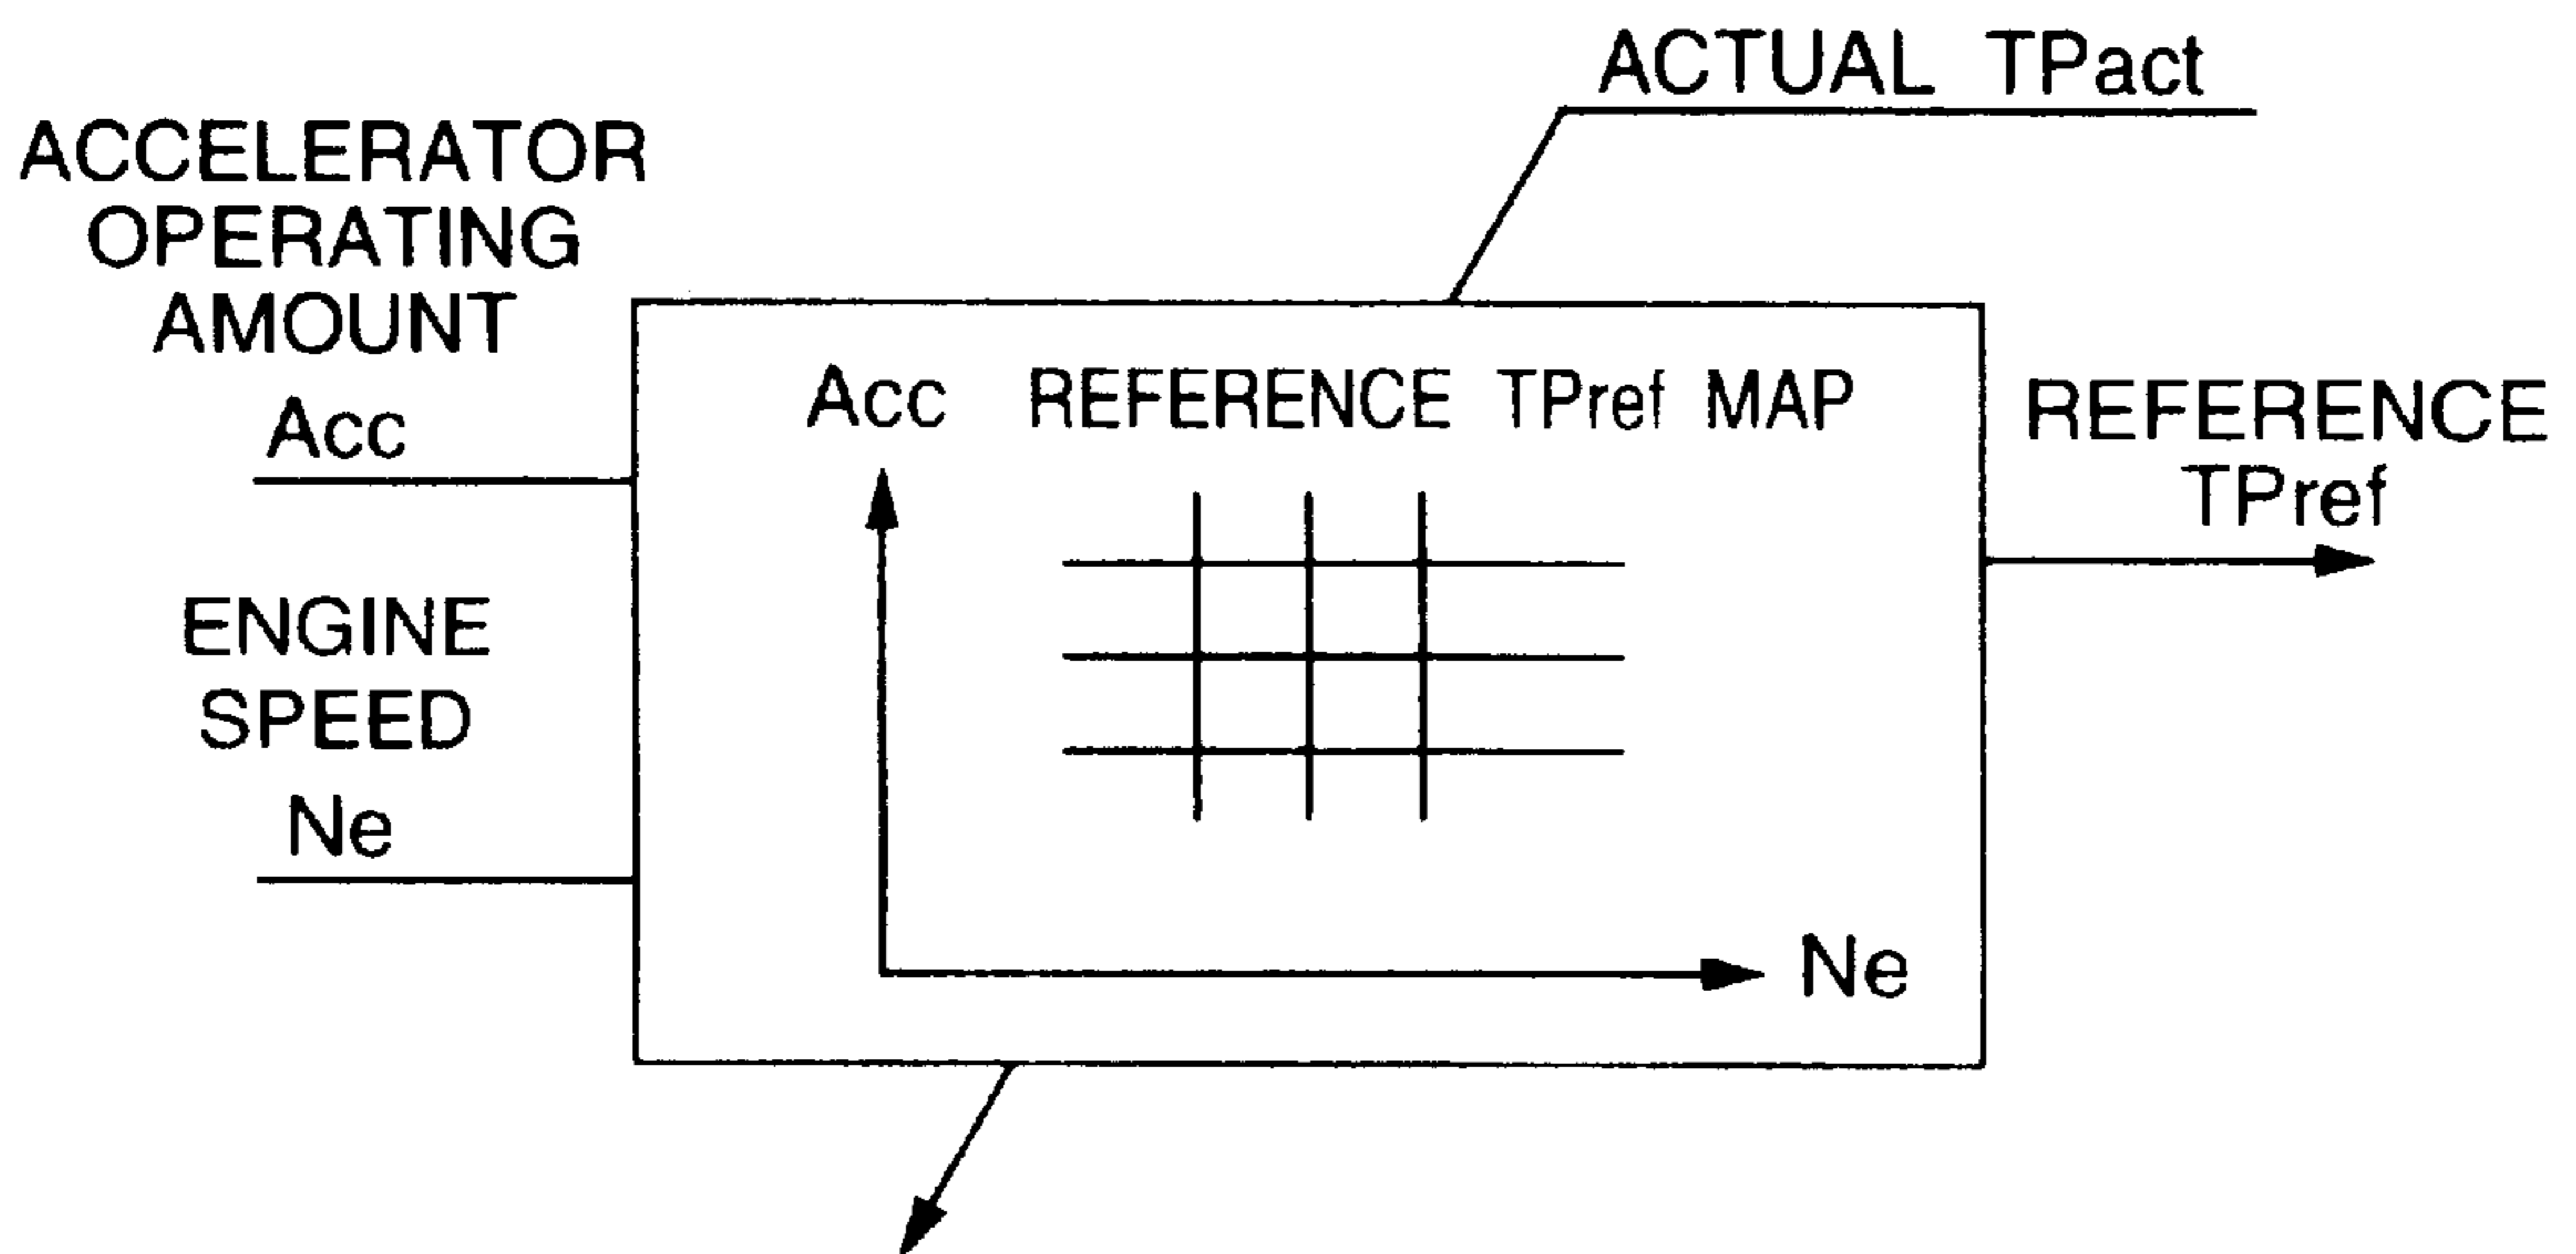 ACTUAL TPact
ACCELERATOR
OPERATING
AMOUNT
Acc
ENGINE
SPEED
Ne
Acc REFERENCE TPref MAP
Ne
REFERENCE
TPref